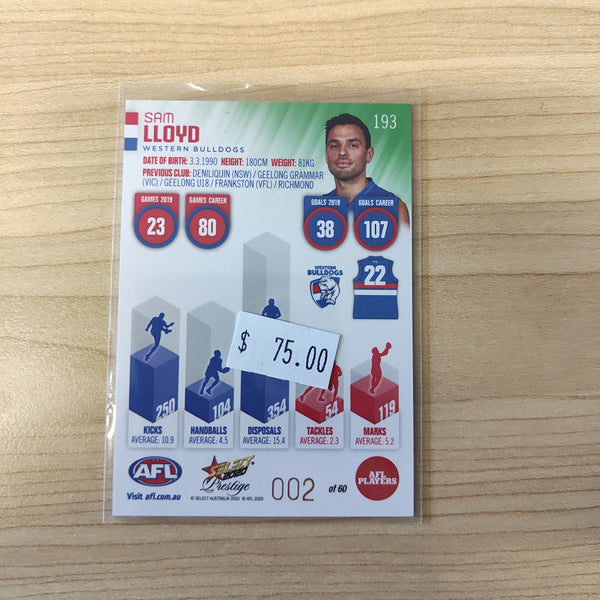 SAM
LLOYD
193
WESTERN BULLDOGS
DATE OF BIRTH: 3.3.1990 HEIGHT: 180CM WEIGHT: 81KG
PREVIOUS CLUB: DENILIQUIN (NSW) / GEELONG GRAMMAR
(VIC) / GEELONG U18 / FRANKSTON (VFL) / RICHMOND
GAMES 2019
23
GAMES CAREER
80
GOALS 2019
38
GOALS CAREER
107
WESTERN
BULLDOGS
22
$ 75.00
250
104
354
54
119
KICKS
AVERAGE: 10.9
HANDBALLS
AVERAGE: 4.5
DISPOSALS
AVERAGE: 15.4
TACKLES
AVERAGE: 2.3
MARKS
AVERAGE: 5.2
AFL
Visit afl.com.au
SELECT
2020
Prestige
© SELECT AUSTRALIA 2020 © AFL 2020
002 of 60
AFL
PLAYERS